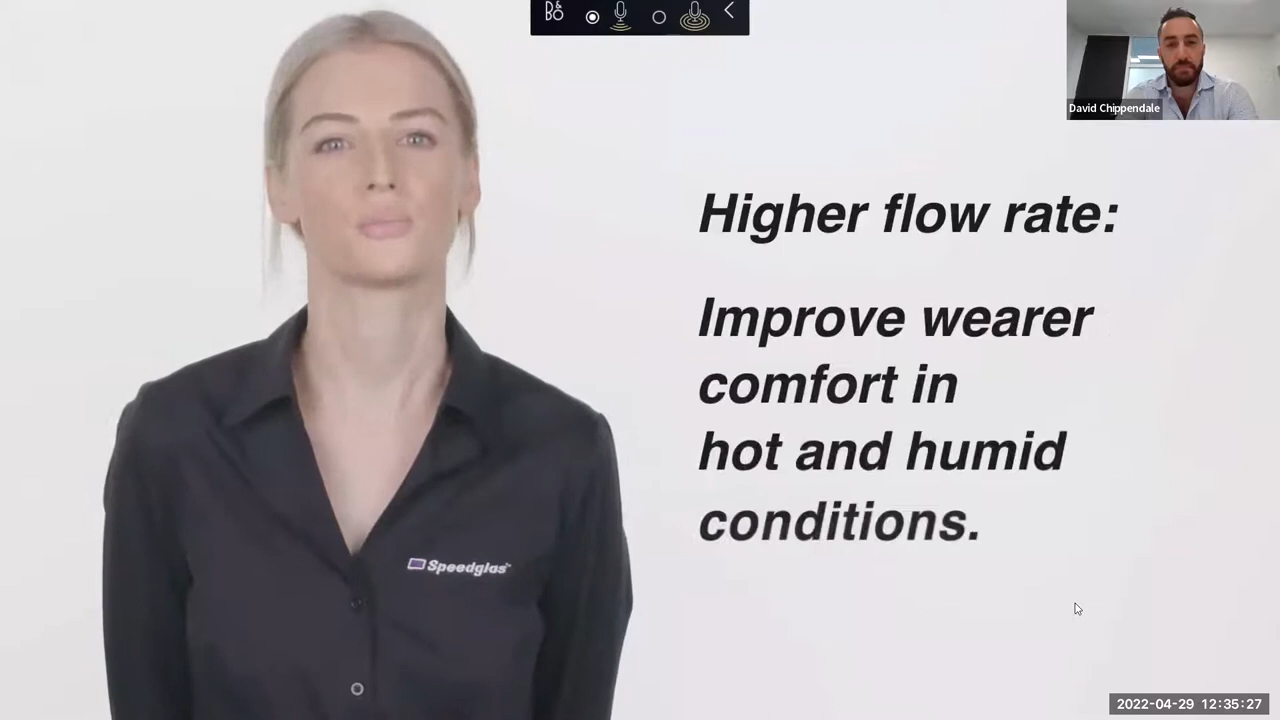 B&O
David Chippendale
Higher flow rate:
Improve wearer
comfort in
hot and humid
conditions.
Speedglas™
2022-04-29 12:35:27